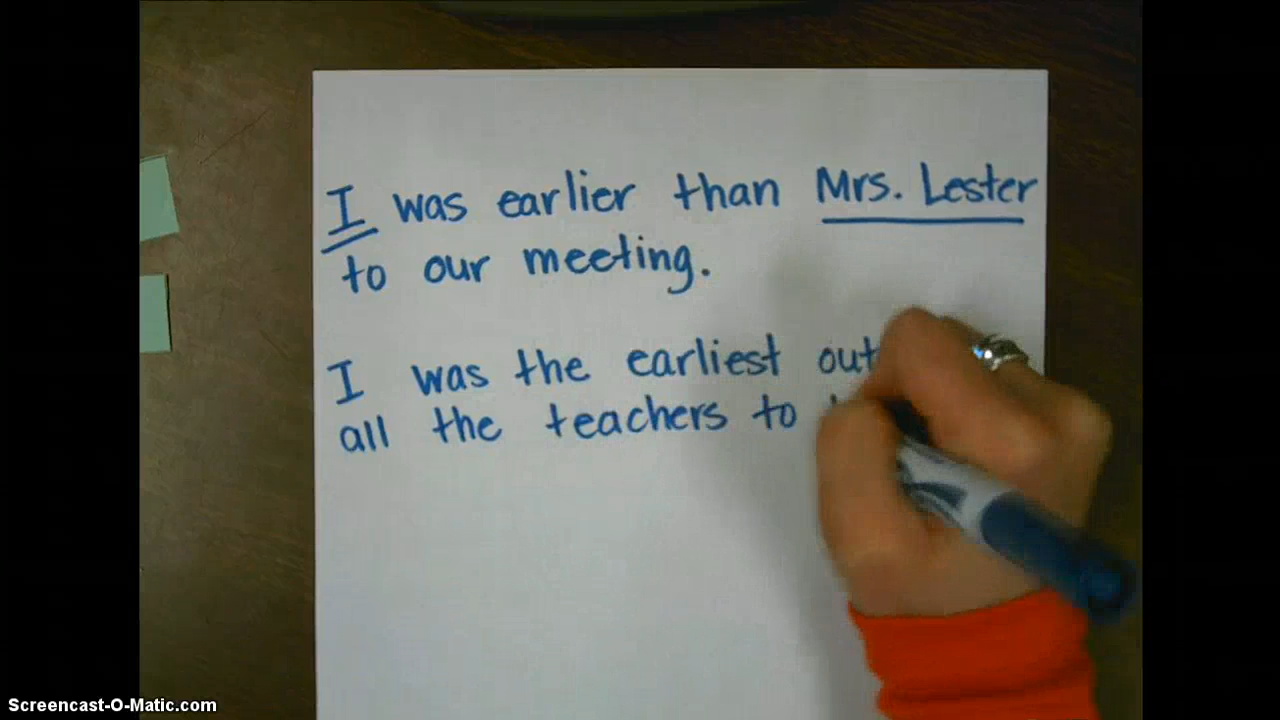 I was earlier than Mrs. Lester
to our meeting.
I was the earliest out
all the teachers to
Screencast-O-Matic.com